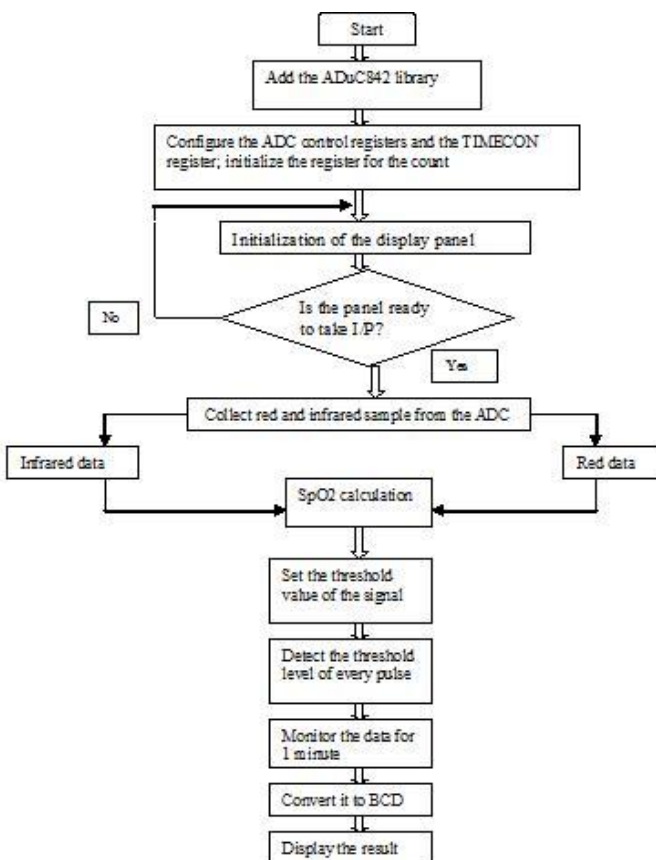 Start
Add the ADuC842 library
Configure the ADC control registers and the TIMECON
register; initialize the register for the count
Initialization of the display panel
Is the panel ready
to take I/P?
No
Yes
Collect red and infrared sample from the ADC
Infrared data
Red data
SpO2 calculation
Set the threshold
value of the signal
Detect the threshold
level of every pulse
Monitor the data for
1 minute
Convert it to BCD
Display the result